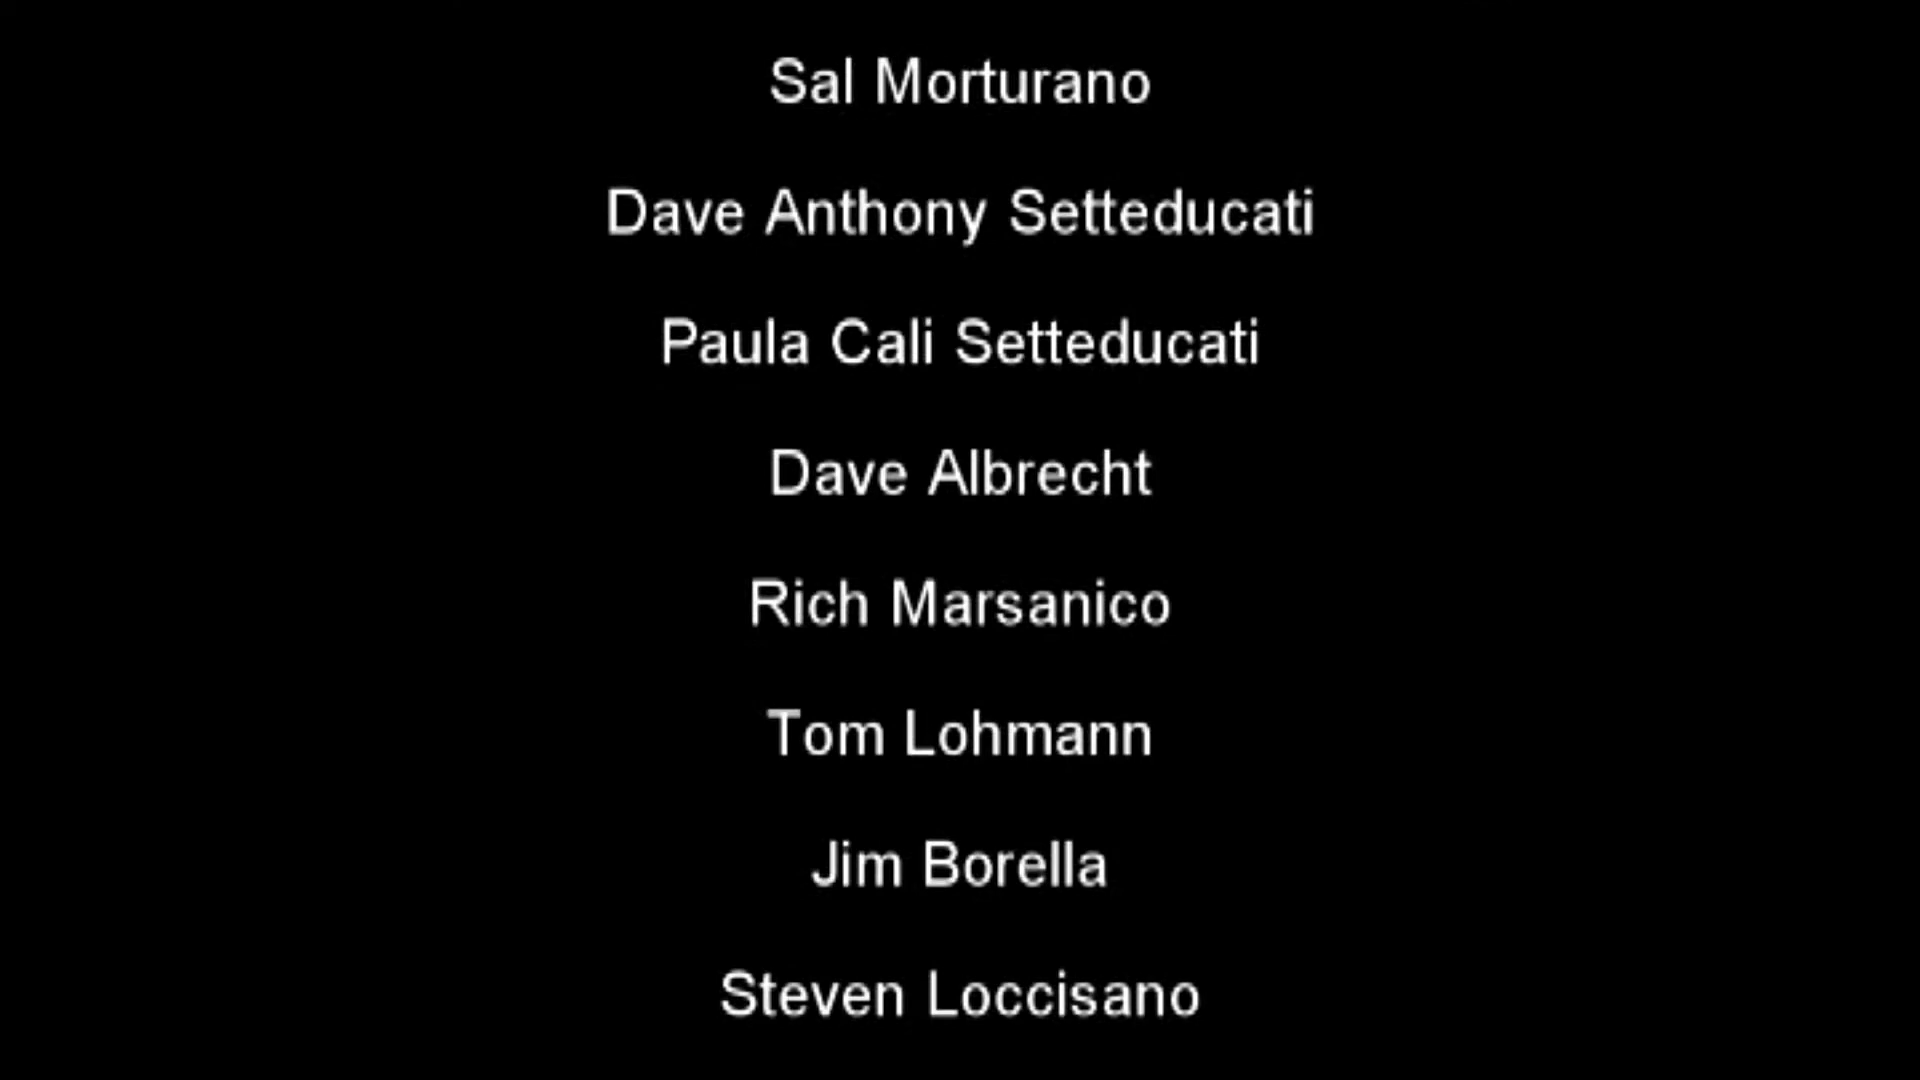 Sal Morturano
Dave Anthony Setteducati
Paula Cali Setteducati
Dave Albrecht
Rich Marsanico
Tom Lohmann
Jim Borella
Steven Loccisano